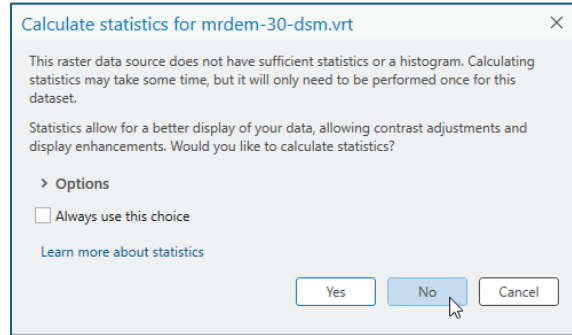 Calculate statistics for mrdem-30-dsm.vrt
This raster data source does not have sufficient statistics or a histogram. Calculating
statistics may take some time, but it will only need to be performed once for this
dataset.
Statistics allow for a better display of your data, allowing contrast adjustments and
display enhancements. Would you like to calculate statistics?
Options
Always use this choice
Learn more about statistics
Yes No Cancel